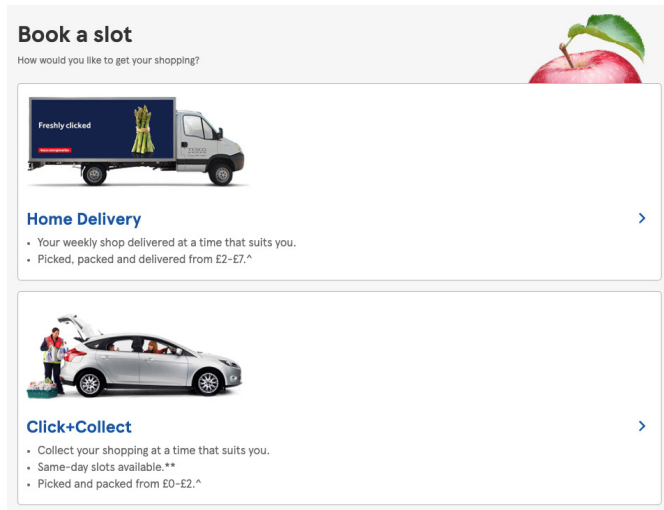 Book a slot
How would you like to get your shopping?
Freshly clicked
TESCO
Home Delivery
Your weekly shop delivered at a time that suits you.
Picked, packed and delivered from £2-£7.^
Click+Collect
Collect your shopping at a time that suits you.
Same-day slots available.**
Picked and packed from £0-£2.^